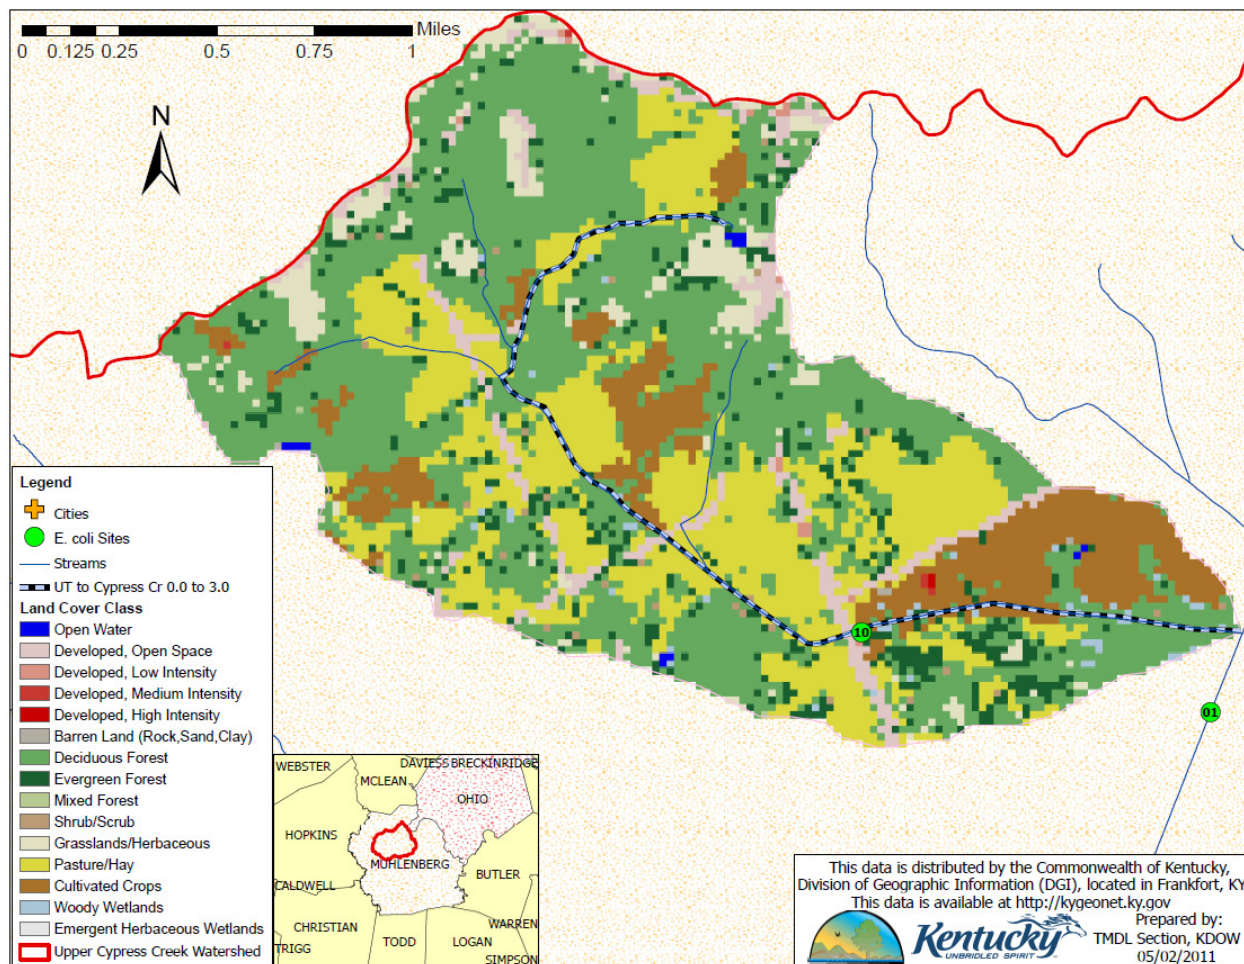 Miles
0 0.125 0.25 0.5 0.75 1
N
10
01
Legend
Cities
E. coli Sites
Streams
UT to Cypress Cr 0.0 to 3.0
Land Cover Class
Open Water
Developed, Open Space
Developed, Low Intensity
Developed, Medium Intensity
Developed, High Intensity
Barren Land (Rock,Sand,Clay)
Deciduous Forest
Evergreen Forest
Mixed Forest
Shrub/Scrub
Grasslands/Herbaceous
Pasture/Hay
Cultivated Crops
Woody Wetlands
Emergent Herbaceous Wetlands
Upper Cypress Creek Watershed
WEBSTER
DAVIESS BRECKINRIDGE
MCLEAN
OHIO
HOPKINS
MUHLENBERG
BUTLER
CALDWELL
CHRISTIAN
WARREN
TRIGG
TODD
LOGAN
SIMPSON
This data is distributed by the Commonwealth of Kentucky,
Division of Geographic Information (DGI), located in Frankfort, KY
This data is available at http://kygeonet.ky.gov
Kentucky
UNBRIDLED SPIRIT
Prepared by:
TMDL Section, KDOW
05/02/2011